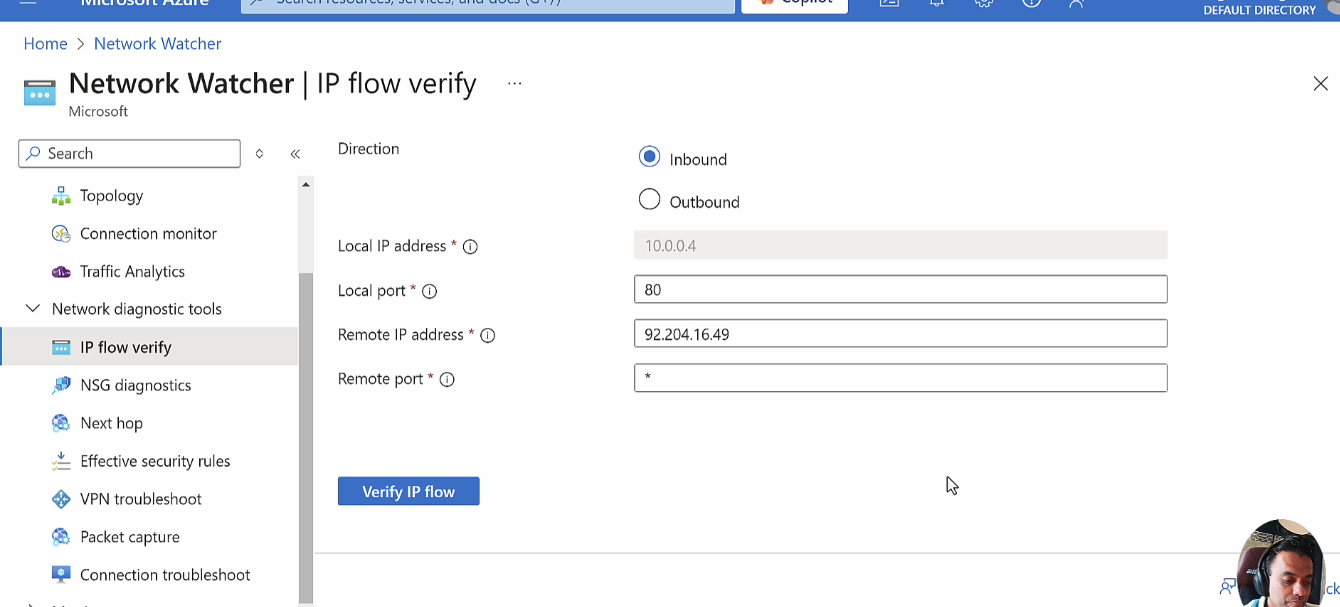 Microsoft Azure
Search resources, services, and docs (G+/)
Copilot
DEFAULT DIRECTORY
Home > Network Watcher
Network Watcher | IP flow verify ...
Microsoft
Search
Topology
Connection monitor
Traffic Analytics
Network diagnostic tools
IP flow verify
NSG diagnostics
Next hop
Effective security rules
VPN troubleshoot
Packet capture
Connection troubleshoot
Direction
Inbound
Outbound
Local IP address *
10.0.0.4
Local port *
80
Remote IP address *
92.204.16.49
Remote port *
*
Verify IP flow